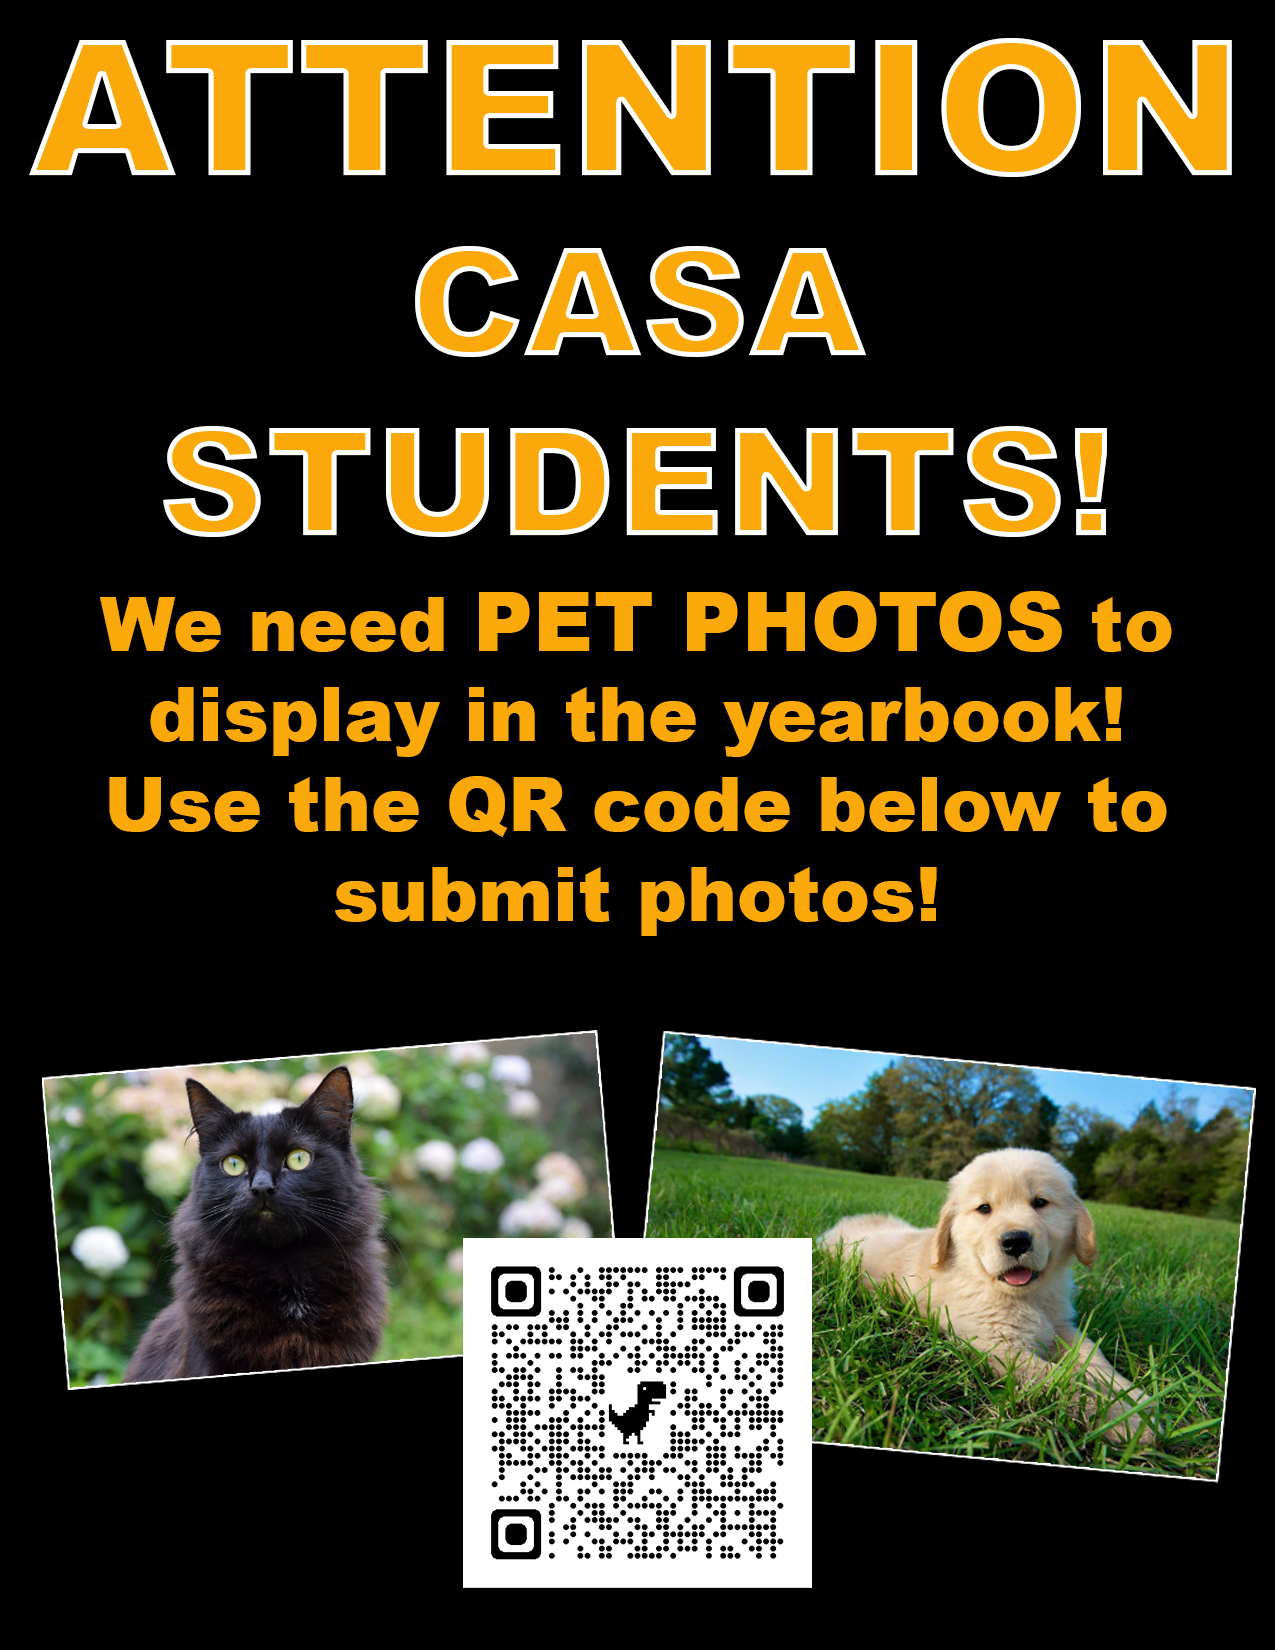 ATTENTION
CASA
STUDENTS!
We need PET PHOTOS to
display in the yearbook!
Use the QR code below to
submit photos!